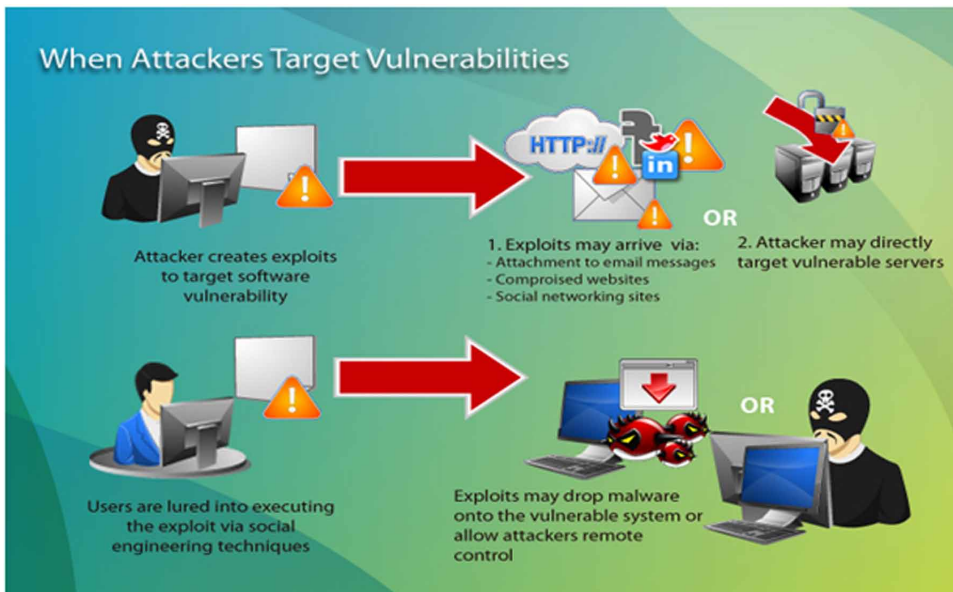 When Attackers Target Vulnerabilities
HTTP://
in
OR
Attacker creates exploits
to target software
vulnerability
1. Exploits may arrive via:
- Attachment to email messages
- Compromised websites
- Social networking sites
2. Attacker may directly
target vulnerable servers
OR
Users are lured into executing
the exploit via social
engineering techniques
Exploits may drop malware
onto the vulnerable system or
allow attackers remote
control